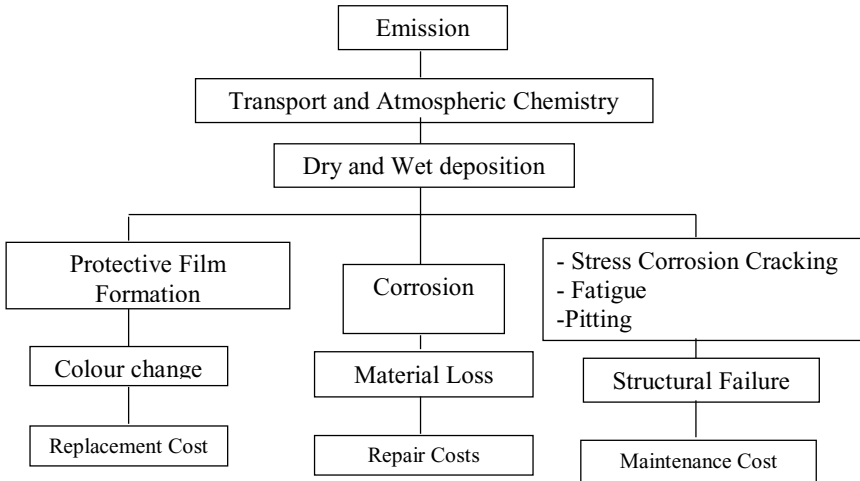 Emission
Transport and Atmospheric Chemistry
Dry and Wet deposition
Protective Film
Formation
Corrosion
- Stress Corrosion Cracking
- Fatigue
-Pitting
Colour change
Material Loss
Structural Failure
Replacement Cost
Repair Costs
Maintenance Cost